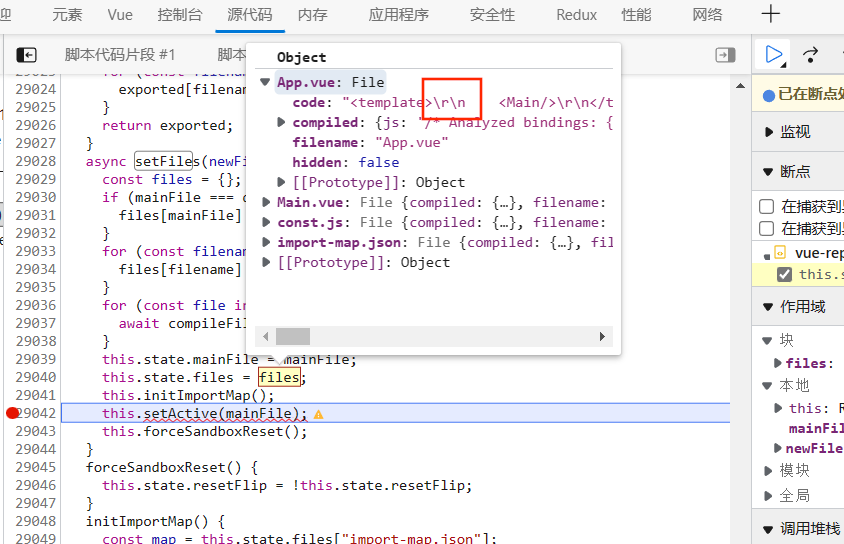 迎 元素 Vue 控制台 源代码 内存 应用程序 安全性 Redux 性能 网络
脚本代码片段 #1 脚本
29025 exported[filenam
29026 }
29027 return exported;
29028 }
29028 async setFiles(newFi
29029 const files = {};
29030 if (mainFile === c
29031 files[mainFile]
29032 }
29033 for (const filenam
29034 files[filename]
29035 }
29036 for (const file in
29037 await compileFil
29038 }
29039 this.state.mainFile = mainFile;
29040 this.state.files = files;
29041 this.initImportMap();
29042 this.setActive(mainFile);
29043 this.forceSandboxReset();
29044 }
29045 forceSandboxReset() {
29046 this.state.resetFlip = !this.state.resetFlip;
29047 }
29048 initImportMap() {
29049 const map = this.state.files["import-map.json"];
Object
App.vue: File
code: "<template>\r\n <Main/>\r\n</t
compiled: {js: "/* Analyzed bindings: {
filename: "App.vue"
hidden: false
[[Prototype]]: Object
Main.vue: File {compiled: {…}, filename:
const.js: File {compiled: {…}, filename:
import-map.json: File {compiled: {…}, fil
[[Prototype]]: Object
已在断点处
监视
断点
在捕获到
在捕获到
vue-rep
this.s
作用域
块
files:
本地
this: R
mainFil
newFile
模块
全局
调用堆栈